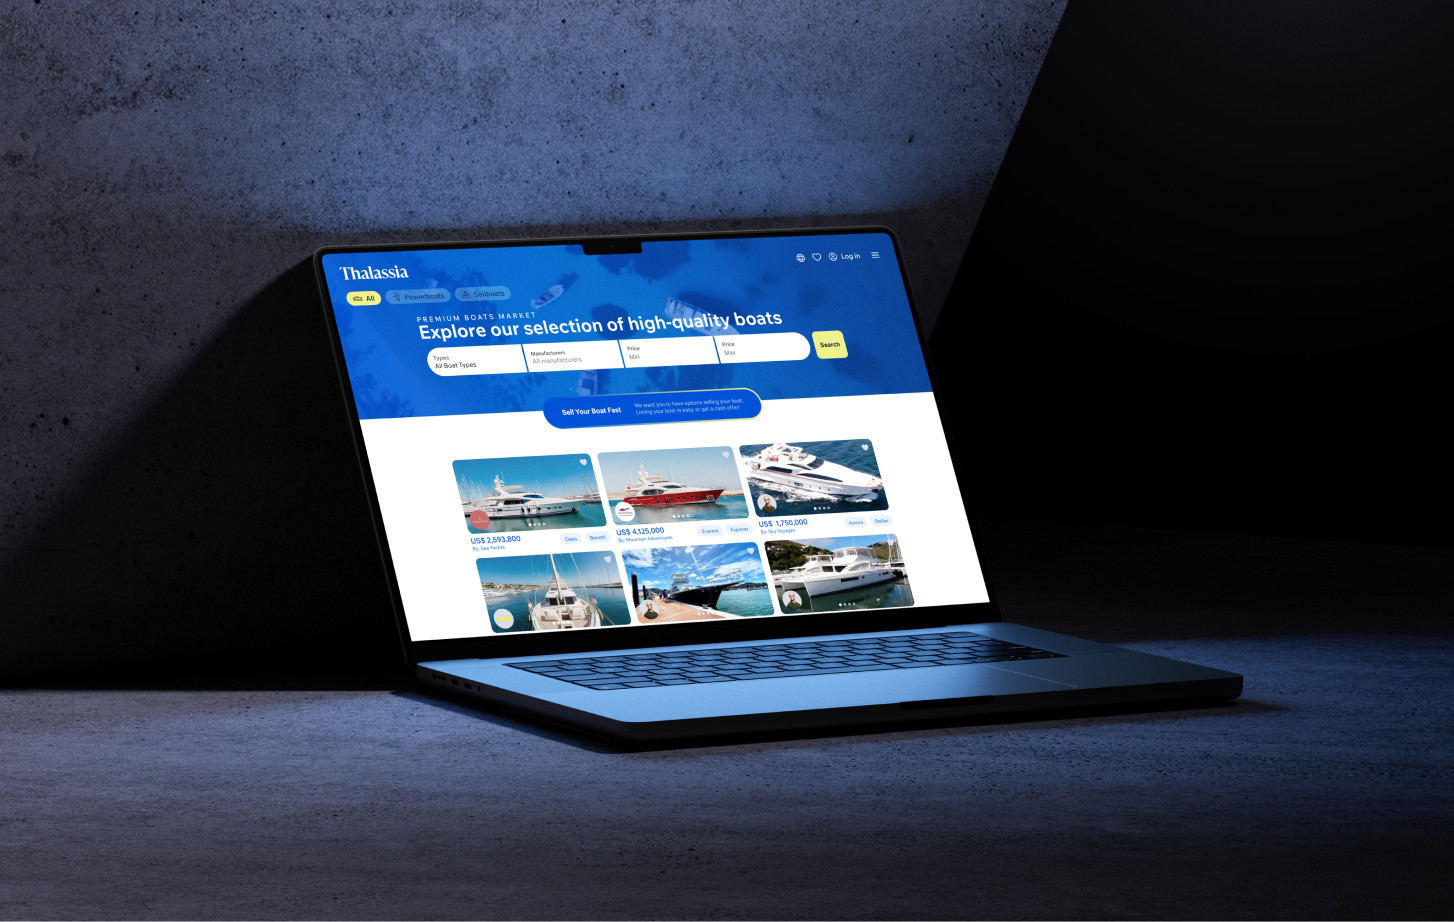 Thalassia
Log in
All
Powerboats
Sailboats
PREMIUM BOATS MARKET
Explore our selection of high-quality boats
Types
All Boat Types
Manufacturers
All manufacturers
Price
Min
Price
Max
Search
Sell Your Boat Fast
We want you to have options selling your boat.
Listing your boat is easy, or get a cash offer!
US$ 2,593,800
By: Sea Yachts
Oasis
Benetti
US$ 4,125,000
By: Mountain Adventures
Everest
Explorer
US$ 1,750,000
By: Sky Voyages
Aurora
Stellar